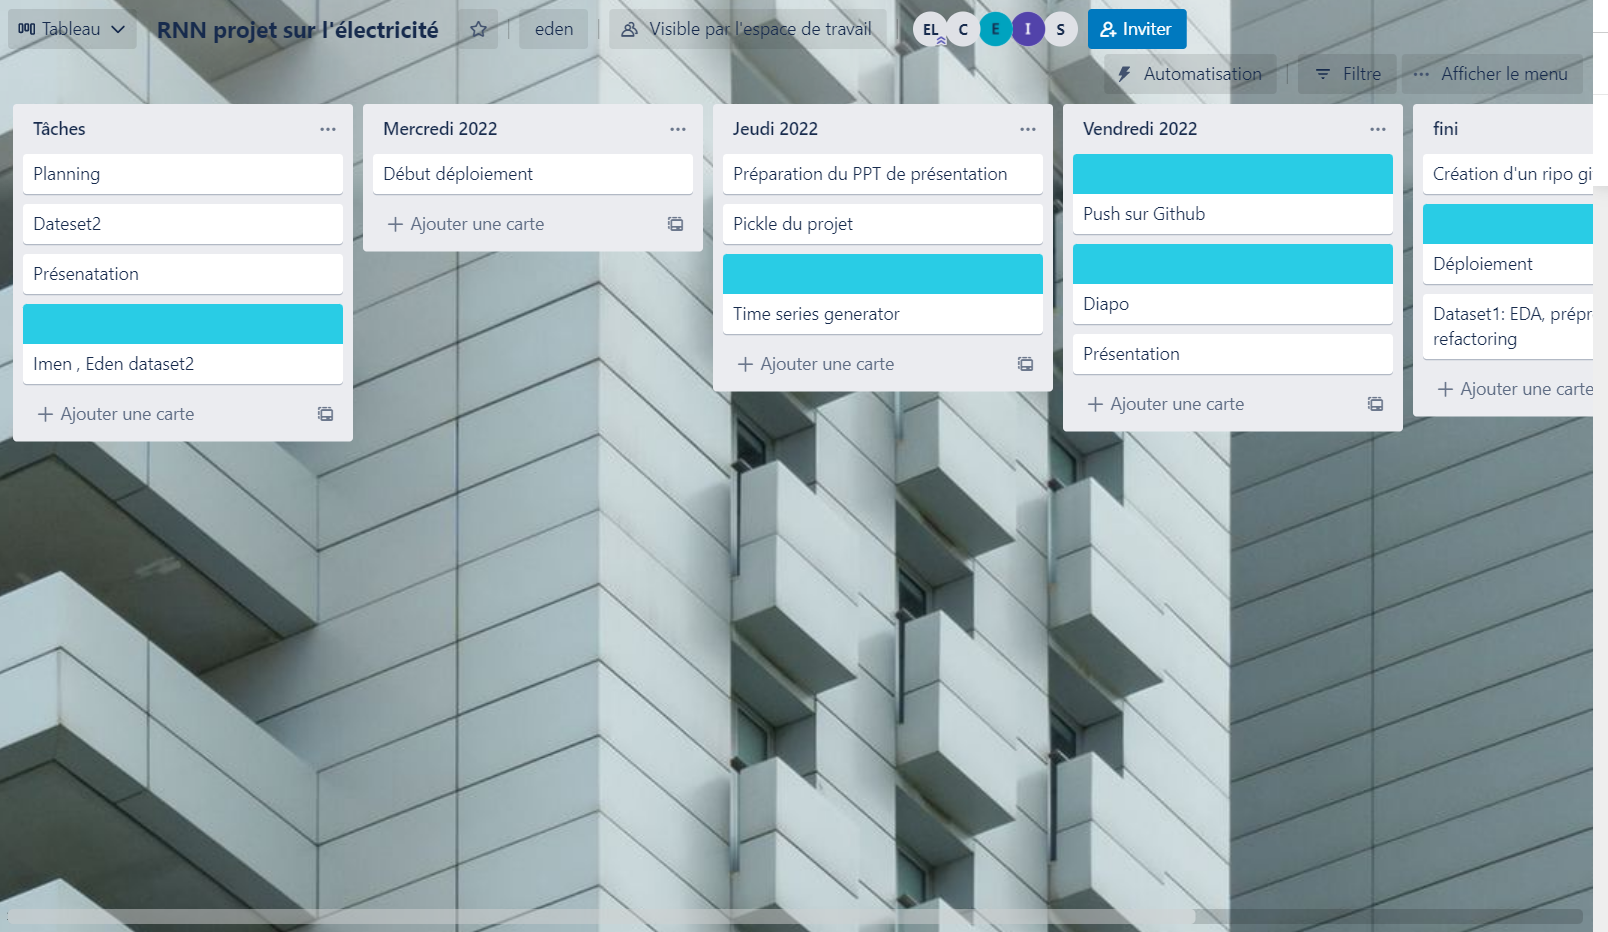 Tableau
RNN projet sur l'électricité
eden
Visible par l'espace de travail
EL
C
E
I
S
Inviter
Automatisation
Filtre
Afficher le menu
Tâches
Planning
Dateset2
Présenatation
Imen , Eden dataset2
Ajouter une carte
Mercredi 2022
Début déploiement
Ajouter une carte
Jeudi 2022
Préparation du PPT de présentation
Pickle du projet
Time series generator
Ajouter une carte
Vendredi 2022
Push sur Github
Diapo
Présentation
Ajouter une carte
fini
Création d'un ripo gi
Déploiement
Dataset1: EDA, prépr
refactoring
Ajouter une carte